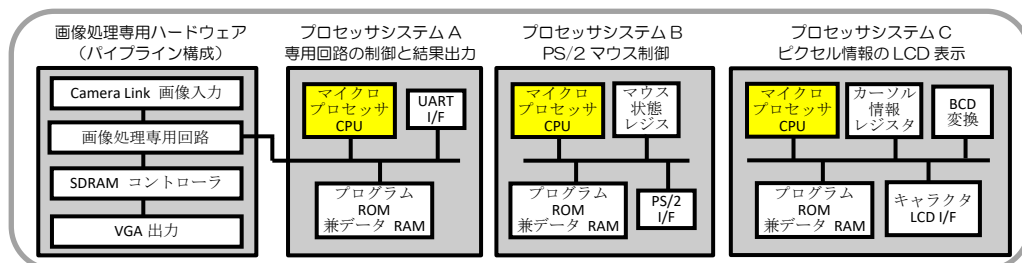 画像処理専用ハードウェア
（パイプライン構成）
Camera Link 画像入力
画像処理専用回路
SDRAM コントローラ
VGA 出力
プロセッサシステム A
専用回路の制御と結果出力
マイクロ
プロセッサ
CPU
UART
I/F
プログラム
ROM
兼データ RAM
プロセッサシステム B
PS/2 マウス制御
マイクロ
プロセッサ
CPU
マウス
状態
レジス
プログラム
ROM
兼データ RAM
PS/2
I/F
プロセッサシステム C
ピクセル情報の LCD 表示
マイクロ
プロセッサ
CPU
カーソル
情報
レジスタ
BCD
変換
プログラム
ROM
兼データ RAM
キャラクタ
LCD I/F